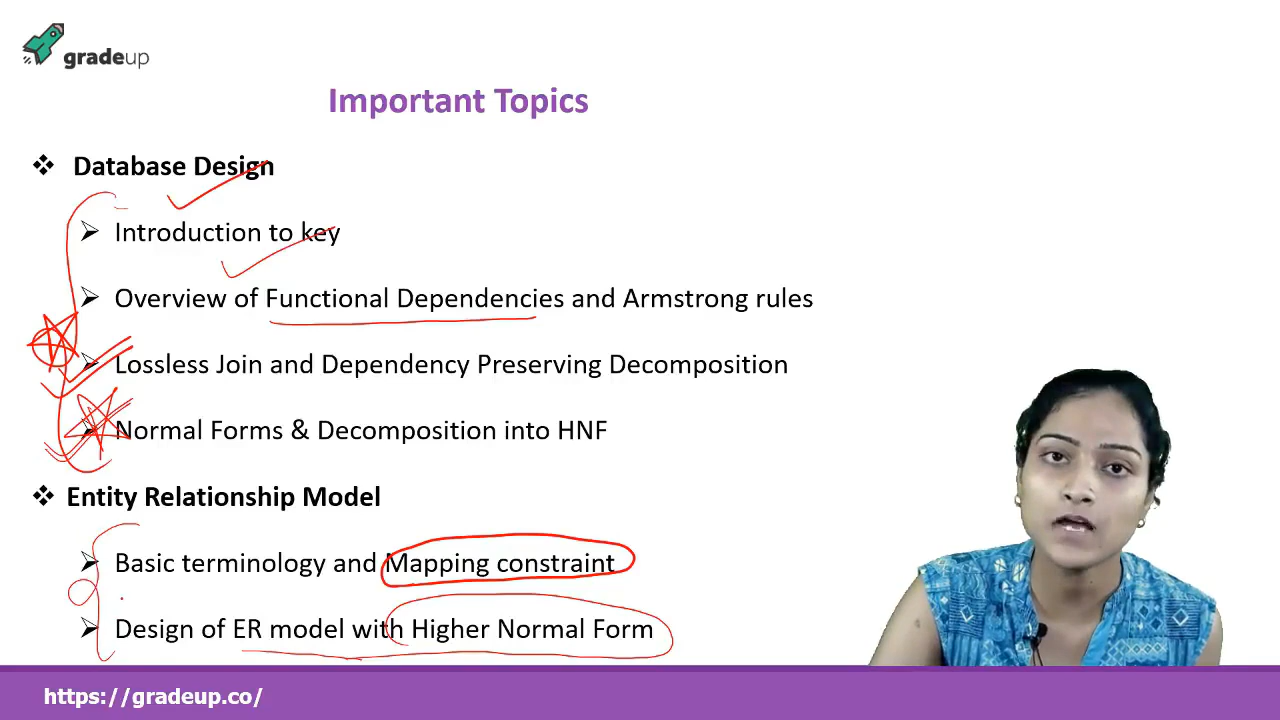 gradeup
Important Topics
Database Design
Introduction to key
Overview of Functional Dependencies and Armstrong rules
Lossless Join and Dependency Preserving Decomposition
Normal Forms & Decomposition into HNF
Entity Relationship Model
Basic terminology and Mapping constraint
Design of ER model with Higher Normal Form
https://gradeup.co/